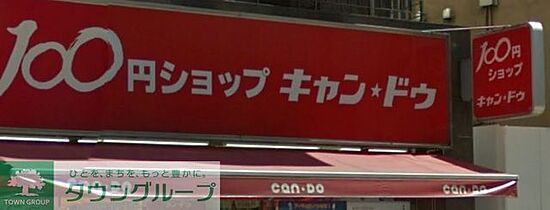 100円ショップ キャン★ドゥ
100円
ショップ
キャン・ドゥ
can★DO
can★DO
TOWN GROUP
ひとを、まちを、もっと豊かに。
タウングループ